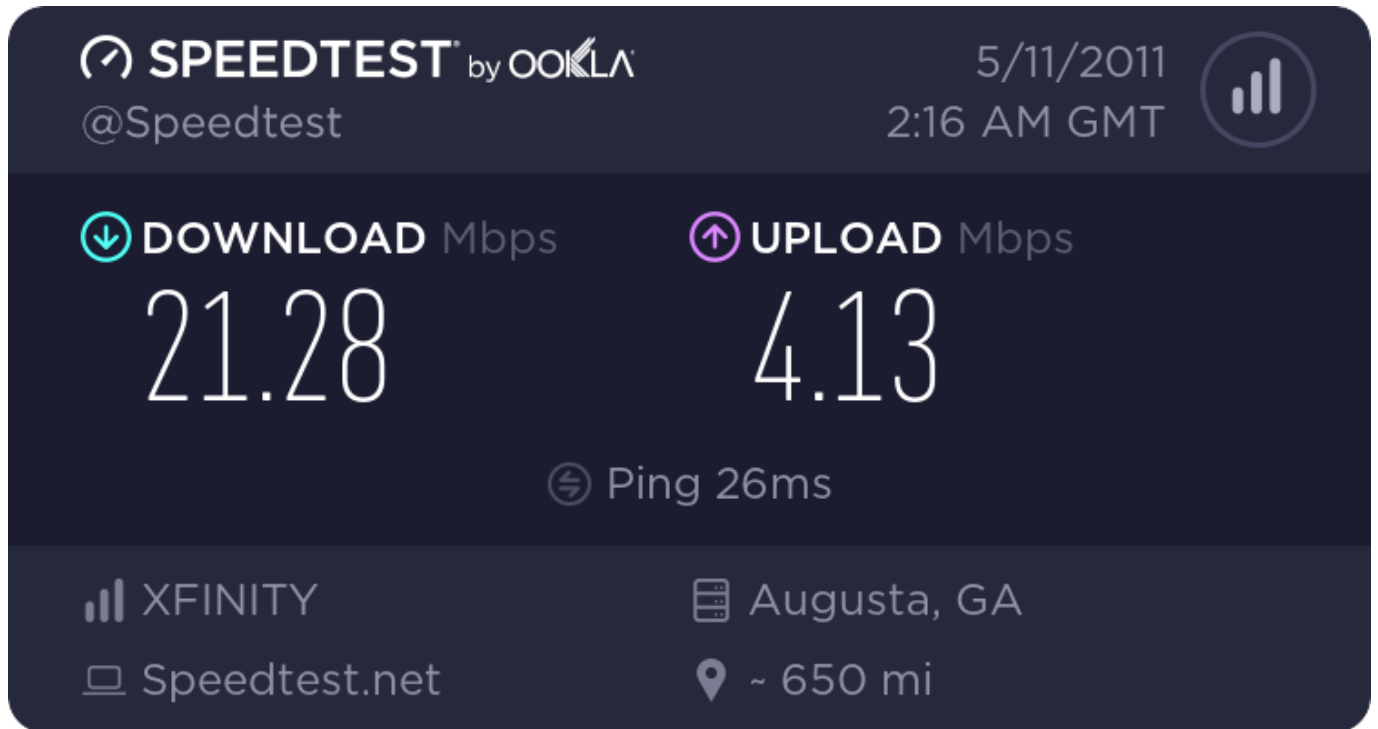 SPEEDTEST® by OOKLA®
@Speedtest
5/11/2011
2:16 AM GMT
DOWNLOAD Mbps
21.28
UPLOAD Mbps
4.13
Ping 26ms
XFINITY
Augusta, GA
Speedtest.net
~ 650 mi